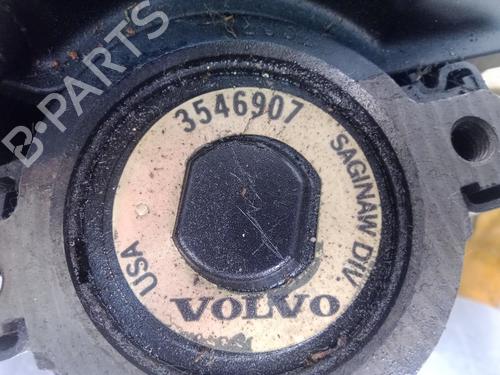 3546907
SAGINAW DIV.
VOLVO
USA
B-PARTS